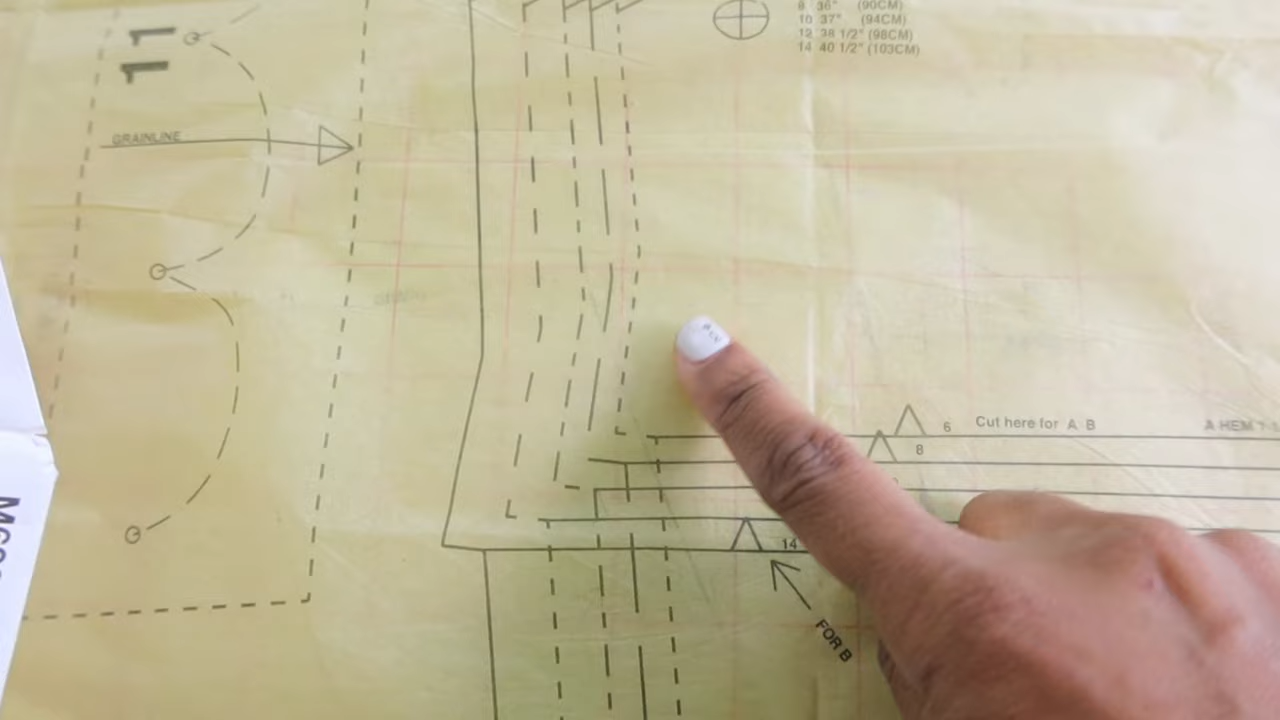 8 36" (90CM)
10 37" (94CM)
12 38 1/2" (98CM)
14 40 1/2" (103CM)
11
GRAINLINE
6 Cut here for A B
A HEM
8
14
FOR B